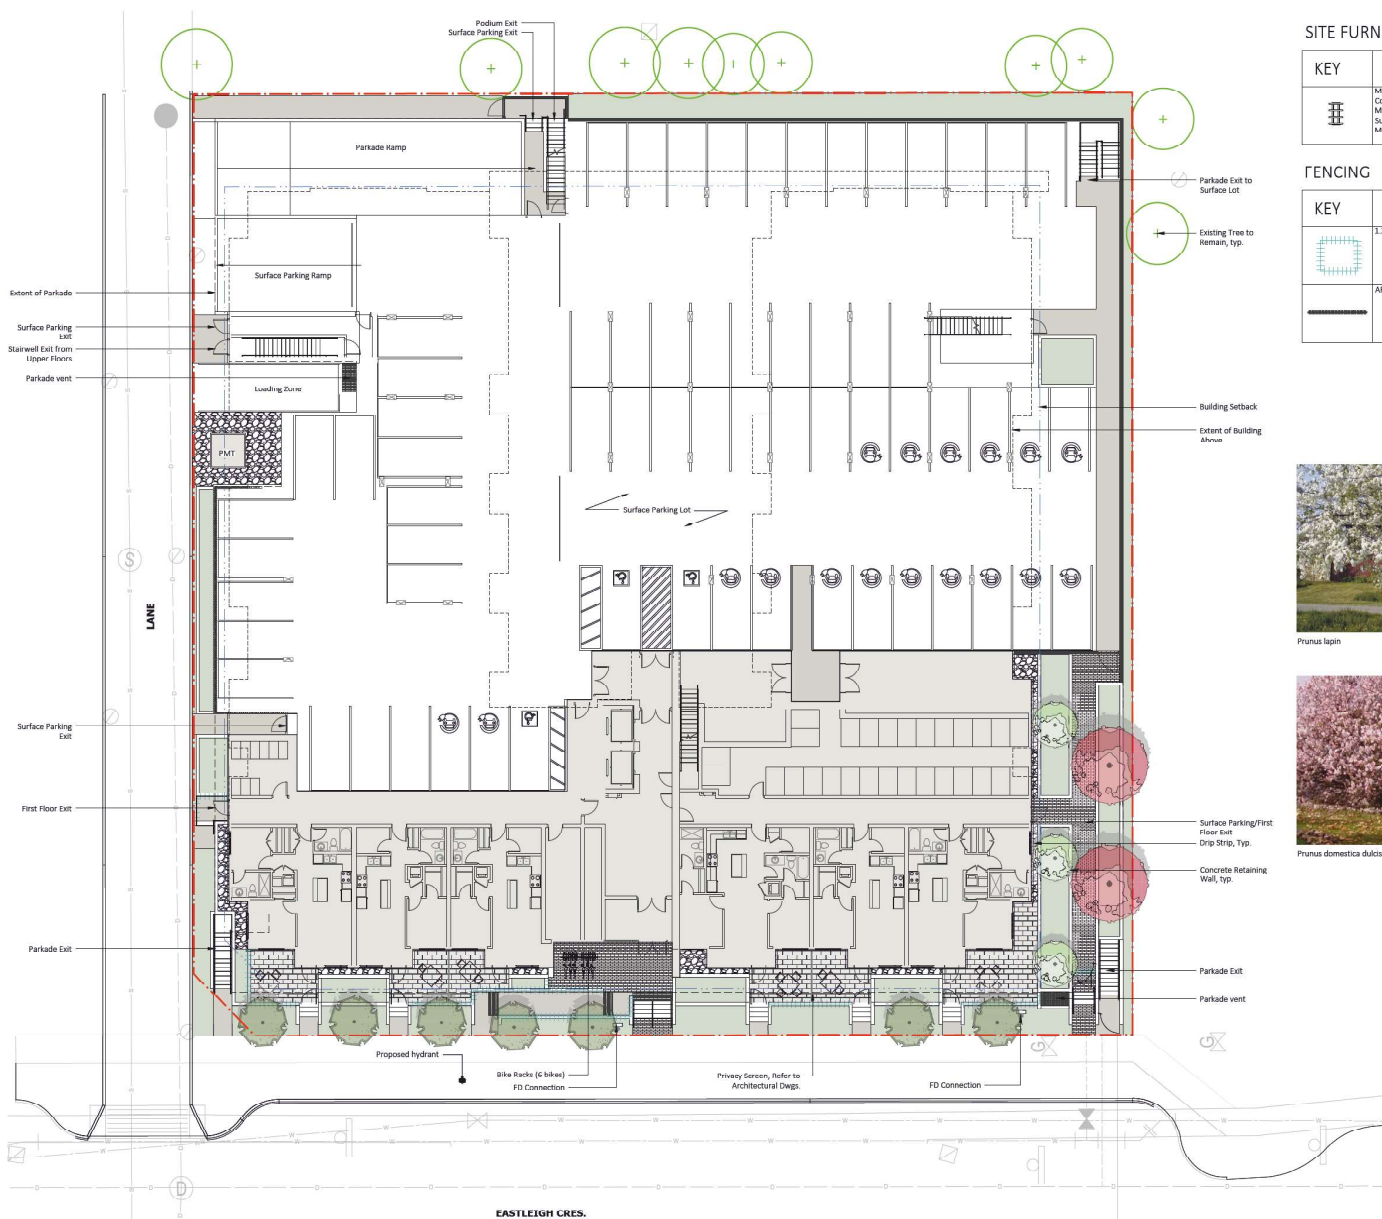 Podium Exit
Surface Parking Exit
SITE FURN
KEY
Parkade Ramp
FENCING
KEY
Parkade Exit to
Surface Lot
Existing Tree to
Remain, typ.
Surface Parking Ramp
Extent of Parkade
Surface Parking
Exit
Stairwell Exit from
Upper Floors
Parkade vent
Loading Zone
Building Setback
Extent of Building
Above
PMT
Surface Parking Lot
S
LANE
Prunus lapin
Surface Parking
Exit
First Floor Exit
Surface Parking/First
Floor Exit
Drip Strip, Typ.
Prunus domestica dulcis
Concrete Retaining
Wall, typ.
Parkade Exit
Parkade Exit
Parkade vent
G
G
Proposed hydrant
Bike Racks (6 bikes)
FD Connection
Privacy Screen, Refer to
Architectural Dwgs.
FD Connection
D
EASTLEIGH CRES.